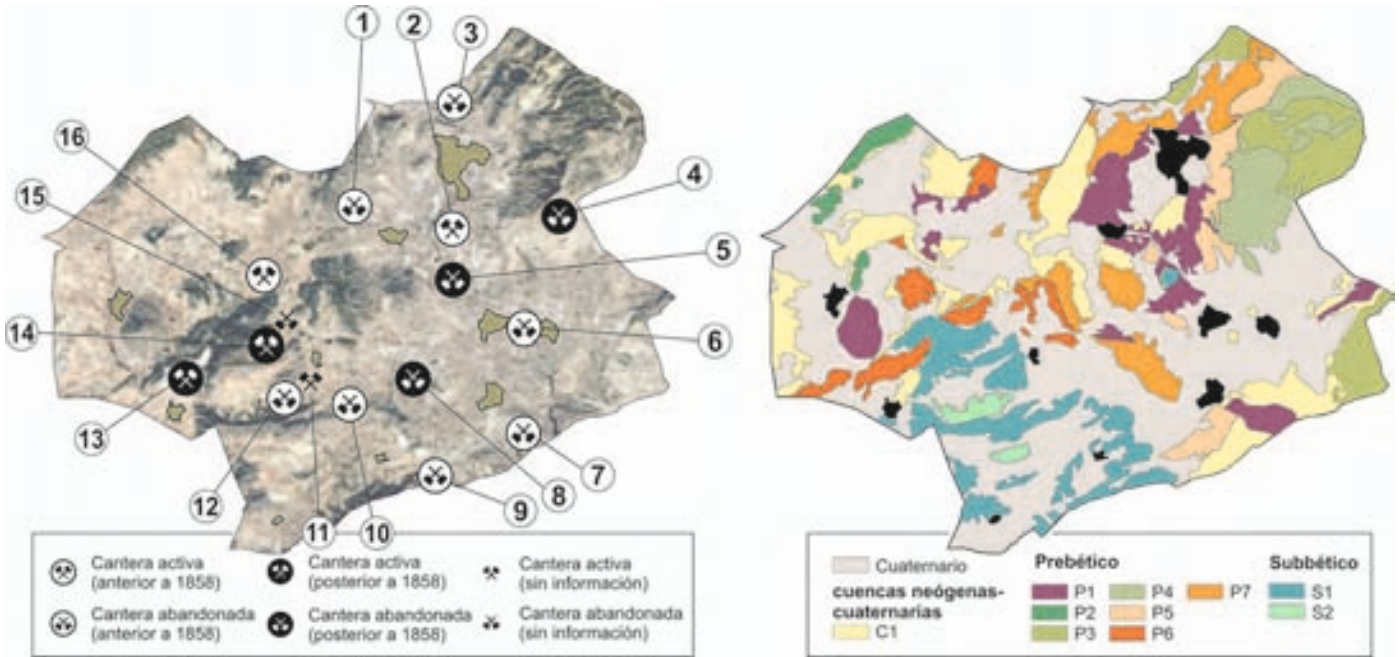 1
2
3
16
15
4
5
14
6
13
7
12
11
10
9
8
Cantera activa
(anterior a 1858)
Cantera activa
(posterior a 1858)
Cantera activa
(sin información)
Cantera abandonada
(anterior a 1858)
Cantera abandonada
(posterior a 1858)
Cantera abandonada
(sin información)
Cuaternario
cuencas neógenas-
cuaternarias
C1
Prebético
P1
P2
P3
P4
P5
P6
P7
Subbético
S1
S2